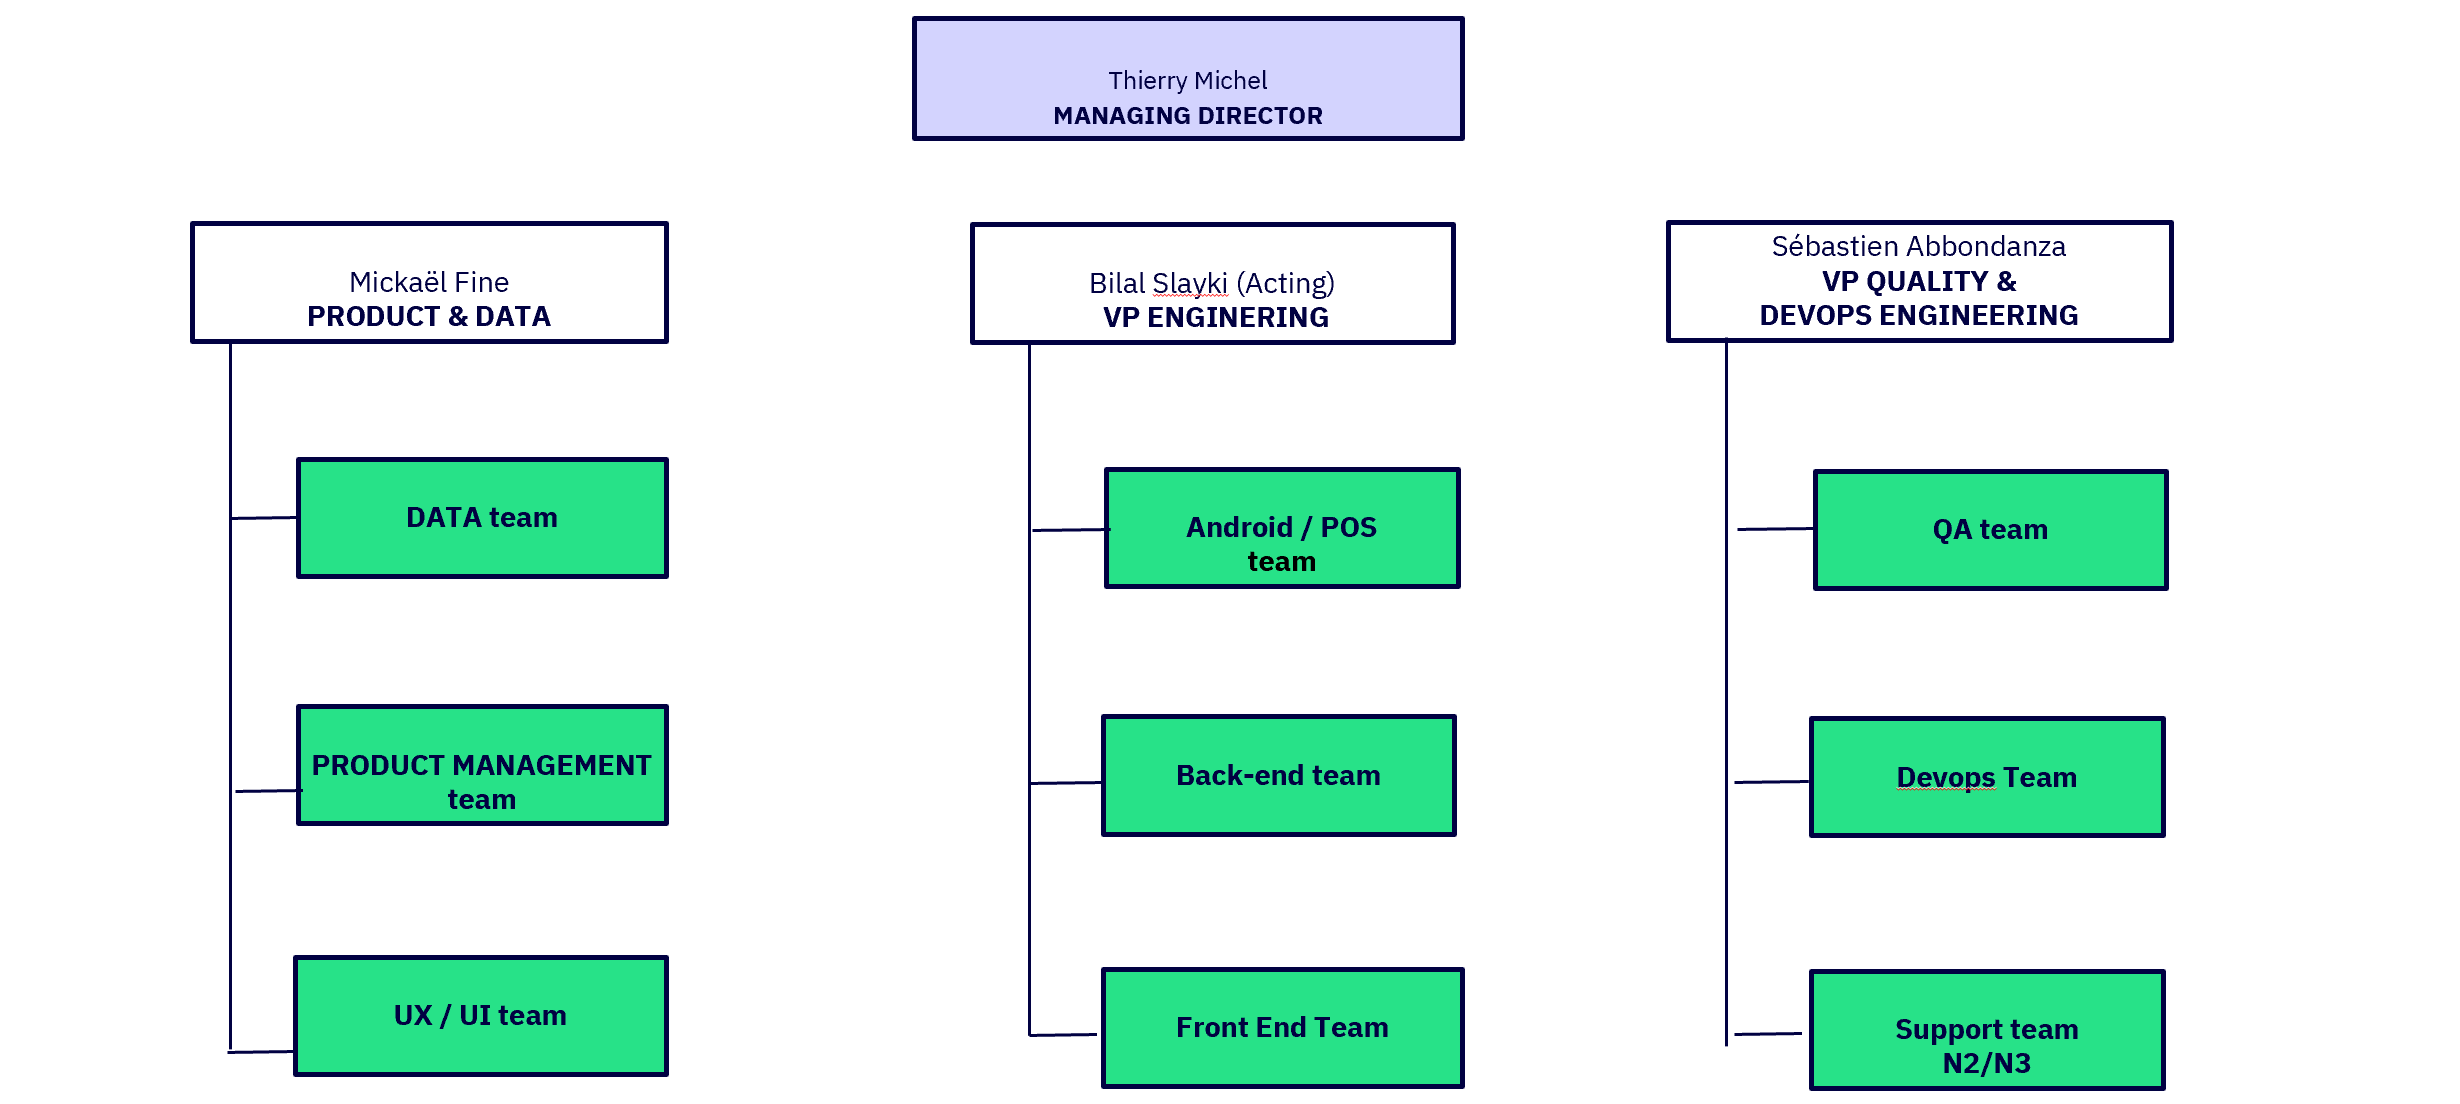 Thierry Michel
MANAGING DIRECTOR
Mickaël Fine
PRODUCT & DATA
Bilal Slayki (Acting)
VP ENGINERING
Sébastien Abbondanza
VP QUALITY &
DEVOPS ENGINEERING
DATA team
Android / POS
team
QA team
PRODUCT MANAGEMENT
team
Back-end team
Devops Team
UX / UI team
Front End Team
Support team
N2/N3